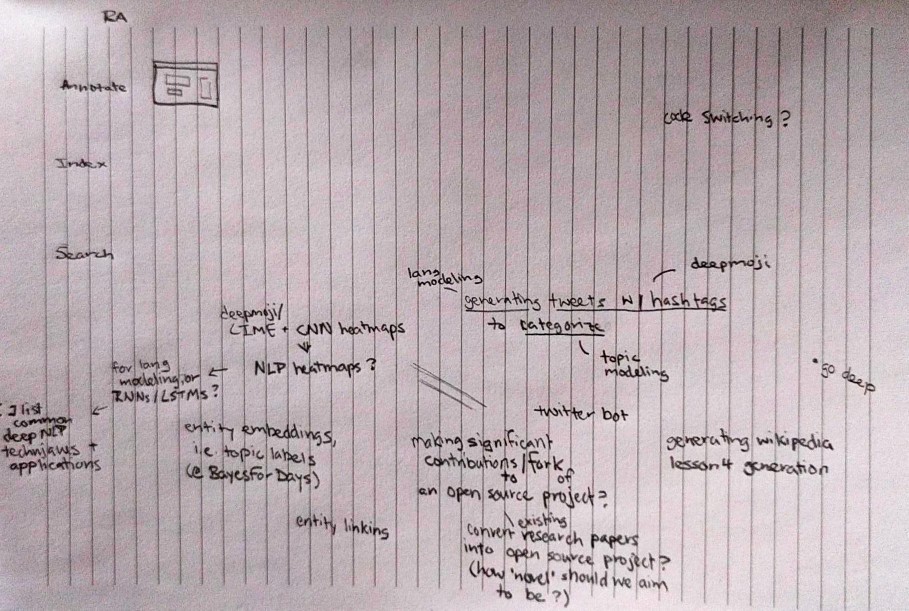 RA
Annotate
code switching?
Index
Search
deepmoji
lang
modeling
generating tweets w/ hashtags
to categorize
topic
modeling
deepmoji/
LIME + CNN heatmaps
NLP heatmaps?
for lang
modeling, or
RNNs/LSTMs?
[ ] list
common
deep NLP
techniques +
applications
entity embeddings,
i.e. topic labels
(@BayesForDays)
entity linking
go deep
twitter bot
making significant
contributions/fork
to of
an open source project?
existing
convert research papers
into open source project?
(how 'novel' should we aim
to be?)
generating wikipedia
lesson 4 generation